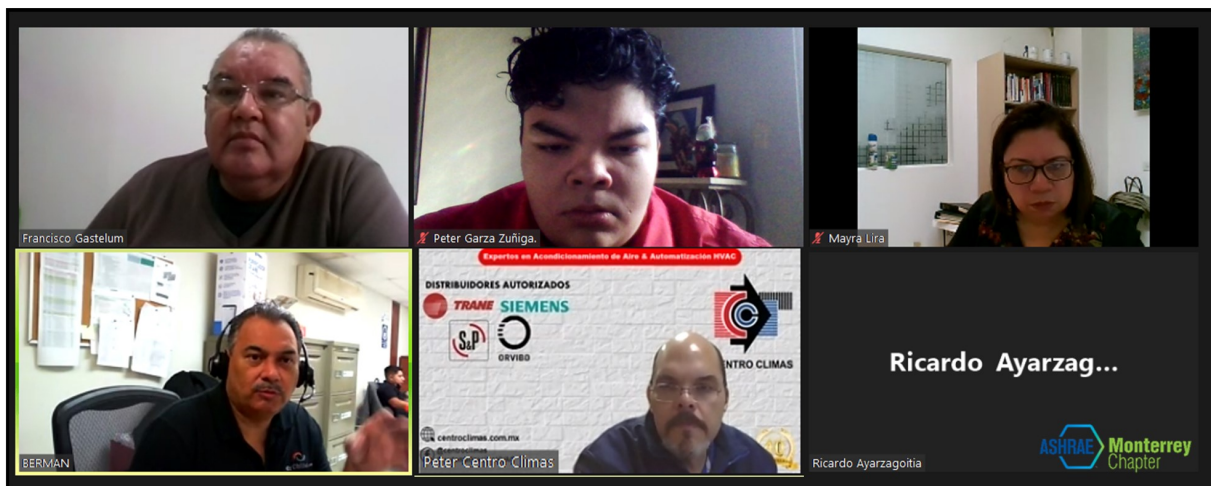 Francisco Gastelum
Peter Garza Zuñiga.
Mayra Lira
BERMAN
Expertos en Acondicionamiento de Aire & Automatización HVAC
DISTRIBUIDORES AUTORIZADOS
TRANE SIEMENS
S&P
ORVIBO
NTRO CLIMAS
centroclimas.com.mx
Peter Centro Climas
Ricardo Ayarzag...
Ricardo Ayarzagoitia
ASHRAE Monterrey
Chapter